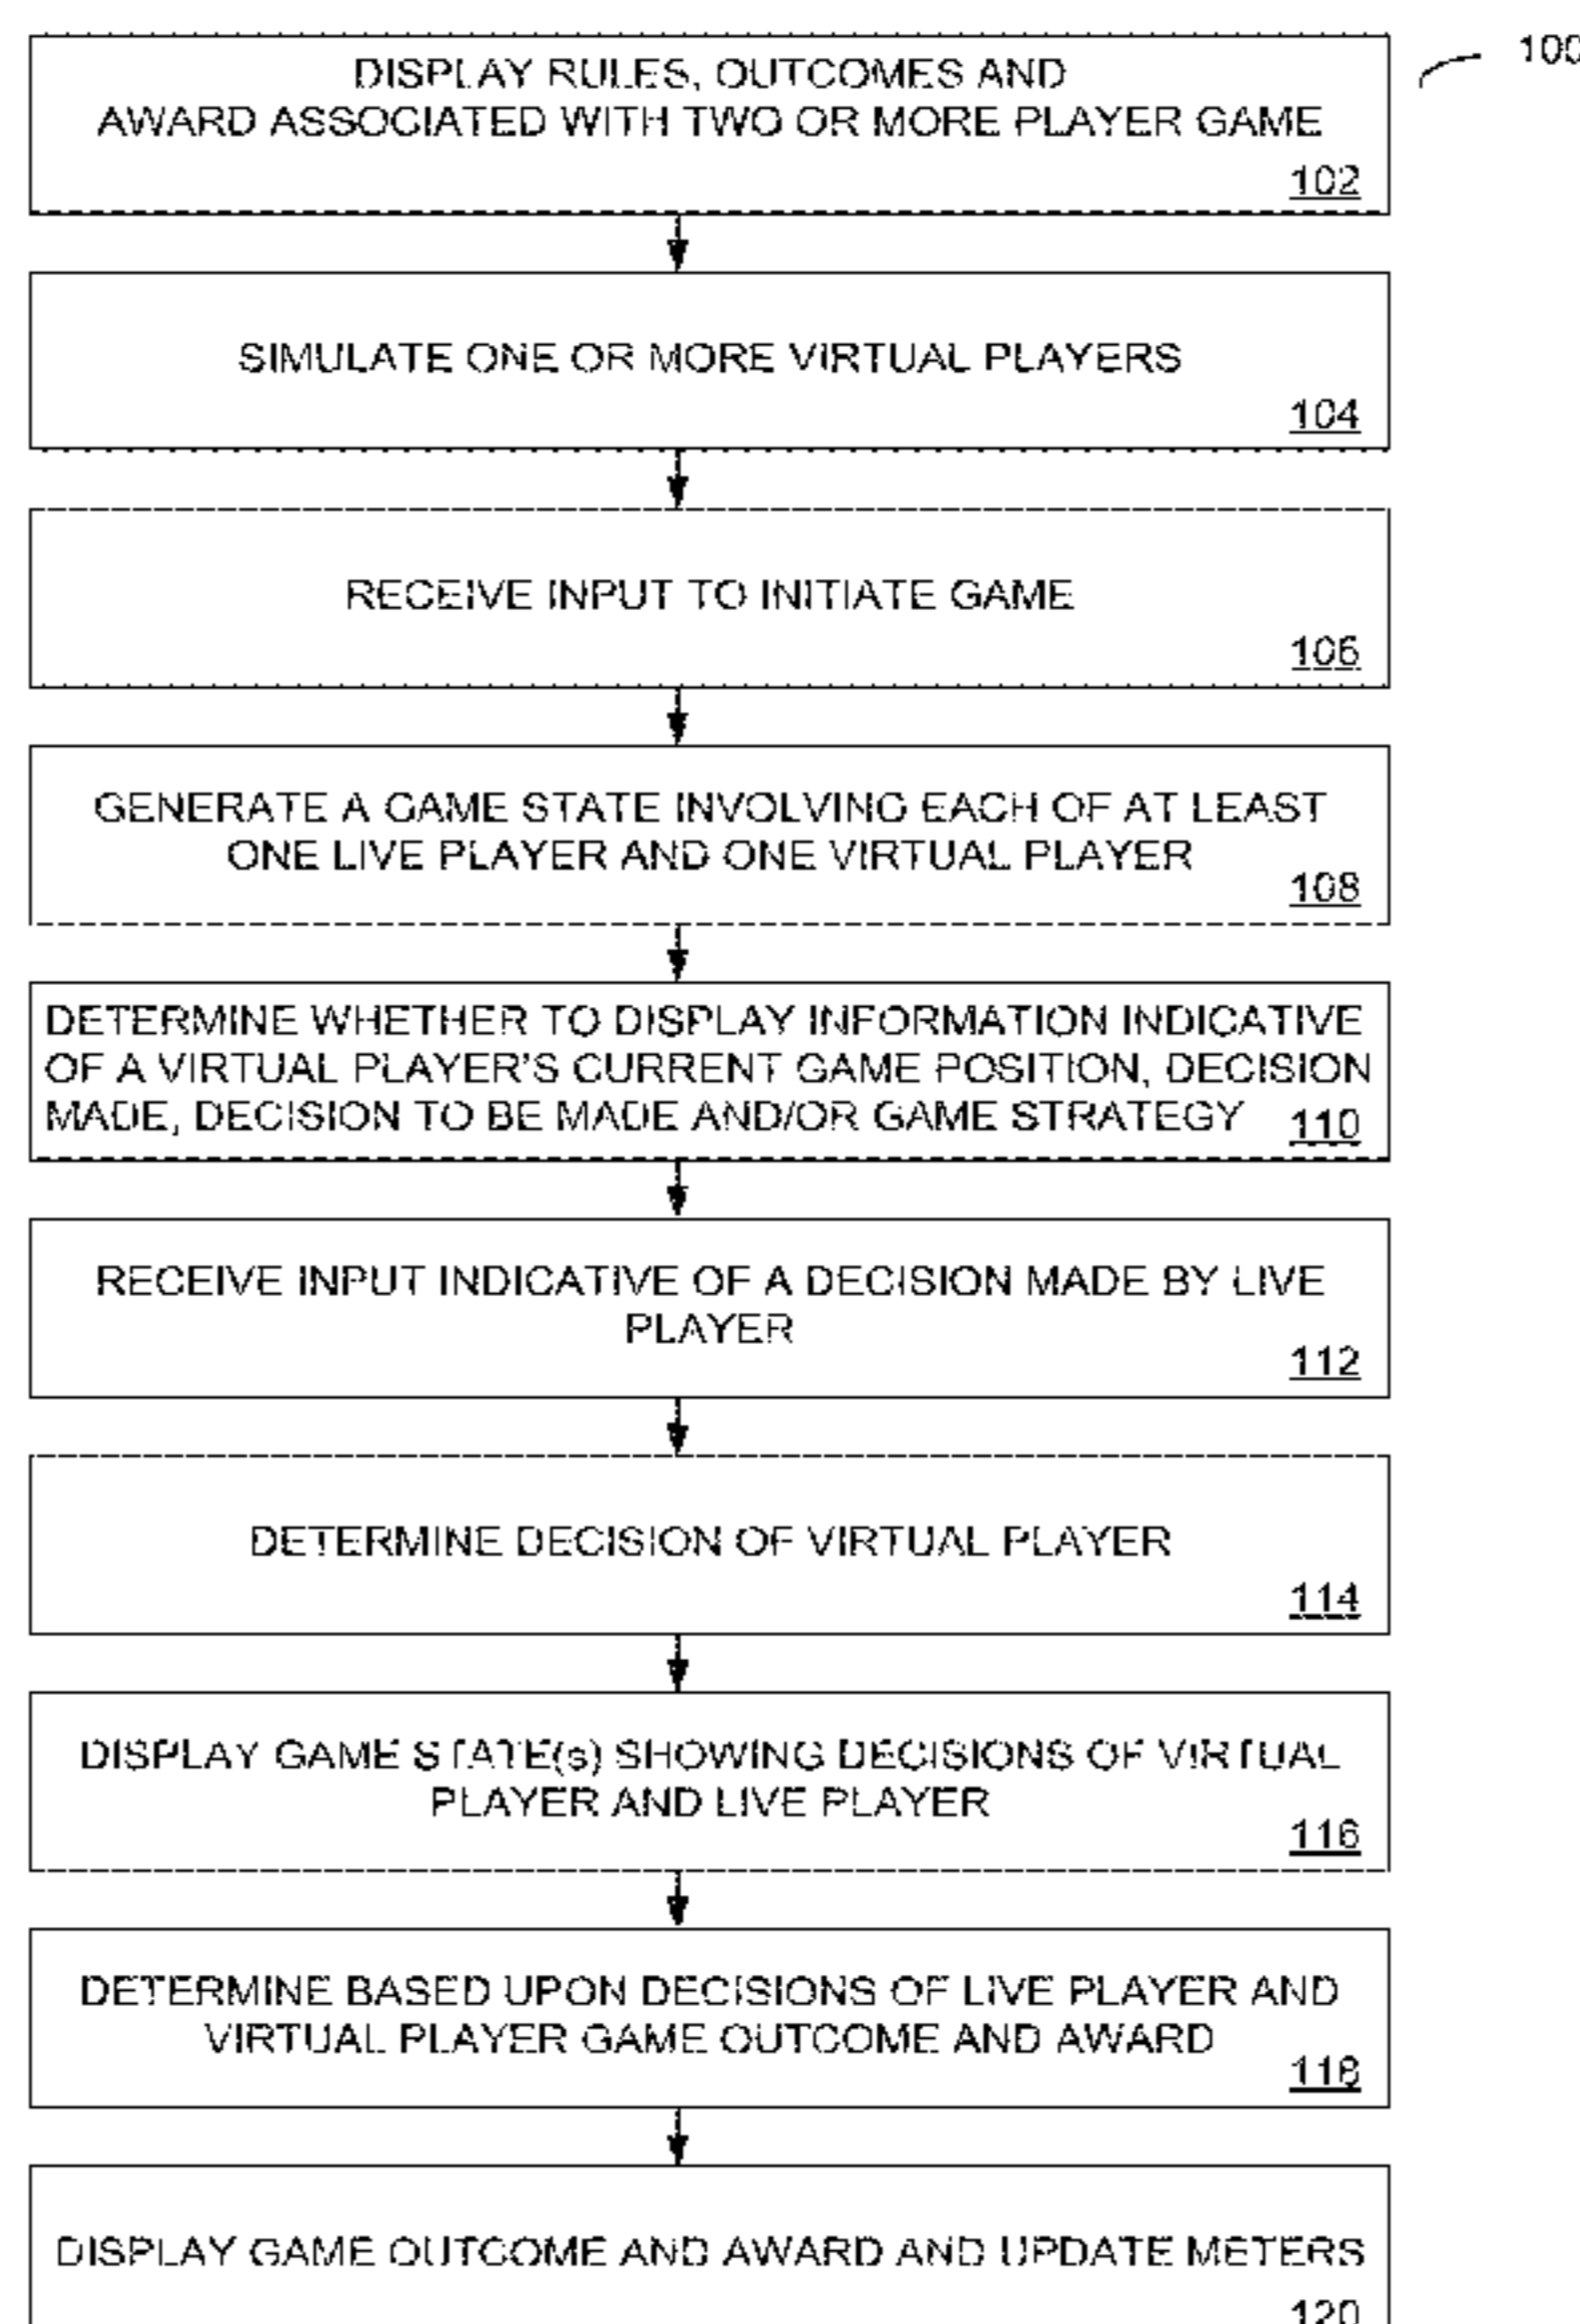 100
DISPLAY RULES, OUTCOMES AND
AWARD ASSOCIATED WITH TWO OR MORE PLAYER GAME
102
SIMULATE ONE OR MORE VIRTUAL PLAYERS
104
RECEIVE INPUT TO INITIATE GAME
106
GENERATE A GAME STATE INVOLVING EACH OF AT LEAST
ONE LIVE PLAYER AND ONE VIRTUAL PLAYER
108
DETERMINE WHETHER TO DISPLAY INFORMATION INDICATIVE
OF A VIRTUAL PLAYER'S CURRENT GAME POSITION, DECISION
MADE, DECISION TO BE MADE AND/OR GAME STRATEGY
110
RECEIVE INPUT INDICATIVE OF A DECISION MADE BY LIVE
PLAYER
112
DETERMINE DECISION OF VIRTUAL PLAYER
114
DISPLAY GAME STATE(s) SHOWING DECISIONS OF VIRTUAL
PLAYER AND LIVE PLAYER
116
DETERMINE BASED UPON DECISIONS OF LIVE PLAYER AND
VIRTUAL PLAYER GAME OUTCOME AND AWARD
118
DISPLAY GAME OUTCOME AND AWARD AND UPDATE METERS
120